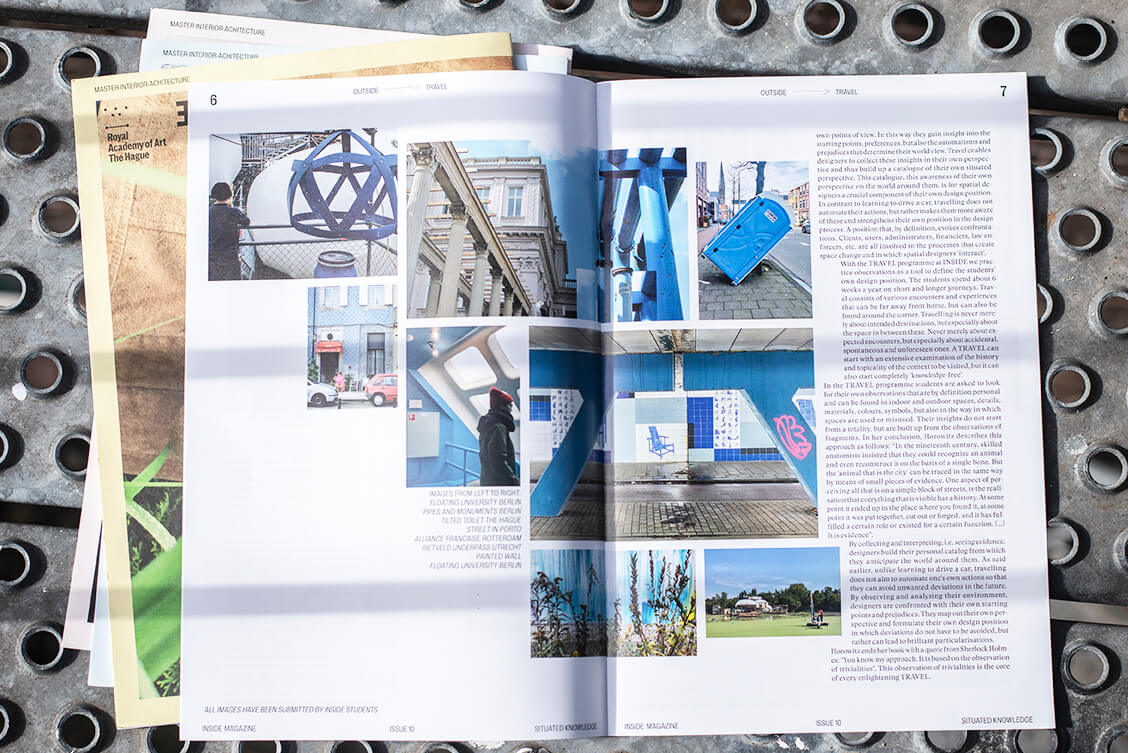 MASTER INTERIOR ACHITECTURE
MASTER INTERIOR ACHITECTURE
MASTER INTERIOR ACHITECTURE
Royal
Academy of Art
The Hague
6
OUTSIDE
TRAVEL
IMAGES FROM LEFT TO RIGHT:
FLOATING UNIVERSITY BERLIN
PIPES AND MONUMENTS BERLIN
TILTED TOILET THE HAGUE
STREET IN PORTO
ALLIANCE FRANCAISE ROTTERDAM
RIETVELD UNDERPASS UTRECHT
PAINTED WALL
FLOATING UNIVERSITY BERLIN
ALL IMAGES HAVE BEEN SUBMITTED BY INSIDE STUDENTS
INSIDE MAGAZINE
ISSUE 10
SITUATED KNOWLEDGE
OUTSIDE
TRAVEL
7
own points of view. In this way they gain insight into the
starting points, preferences, but also the automatisms and
prejudices that determine their world view. Travel enables
designers to collect these insights in their own perspec-
tive and thus build up a catalogue of their own situated
perspective. This catalogue, this awareness of their own
perspective on the world around them, is for spatial de-
signers a crucial component of their own design position.
In contrast to learning to drive a car, travelling does not
automate their actions, but rather makes them more aware
of these and strengthens their own position in the design
process. A position that, by definition, evokes confronta-
tions. Clients, users, administrators, financiers, law en-
forcers, etc. are all involved in the processes that create
space change and in which spatial designers 'interact'.
With the TRAVEL programme at INSIDE we prac-
tice observations as a tool to define the students'
own design position. The students spend about 6
weeks a year on short and longer journeys. Trav-
el consists of various encounters and experiences
that can be far away from home, but can also be
found around the corner. Travelling is never mere-
ly about intended destinations, but especially about
the space in between these. Never merely about ex-
pected encounters, but especially about accidental,
spontaneous and unforeseen ones. A TRAVEL can
start with an extensive examination of the history
and topicality of the context to be visited, but it can
also start completely 'knowledge-free'.
In the TRAVEL programme students are asked to look
for their own observations that are by definition personal
and can be found in indoor and outdoor spaces, details,
materials, colours, symbols, but also in the way in which
spaces are used or misused. Their insights do not start
from a totality, but are built up from the observations of
fragments. In her conclusion, Horowitz describes this
approach as follows: "In the nineteenth century, skilled
anatomists insisted that they could recognize an animal
and even reconstruct it on the basis of a single bone. But
the 'animal that is the city' can be traced in the same way
by means of small pieces of evidence. One aspect of per-
ceiving all that is on a simple block of streets, is the reali-
sation that everything that is visible has a history. At some
point it ended up in the place where you found it, at some
point it was put together, cut out or forged, and it has ful-
filled a certain role or existed for a certain function. [...]
It is evidence".
By collecting and interpreting, i.e. seeing evidence,
designers build their personal catalog from which
they anticipate the world around them. As said
earlier, unlike learning to drive a car, travelling
does not aim to automate one's own actions so that
they can avoid unwanted deviations in the future.
By observing and analysing their environment,
designers are confronted with their own starting
points and prejudices. They map out their own per-
spective and formulate their own design position
in which deviations do not have to be avoided, but
rather can lead to brilliant particularisations.
Horowitz ends her book with a quote from Sherlock Holm-
es: "You know my approach. It is based on the observation
of trivialities". This observation of trivialities is the core
of every enlightening TRAVEL.
INSIDE MAGAZINE
ISSUE 10
SITUATED KNOWLEDGE